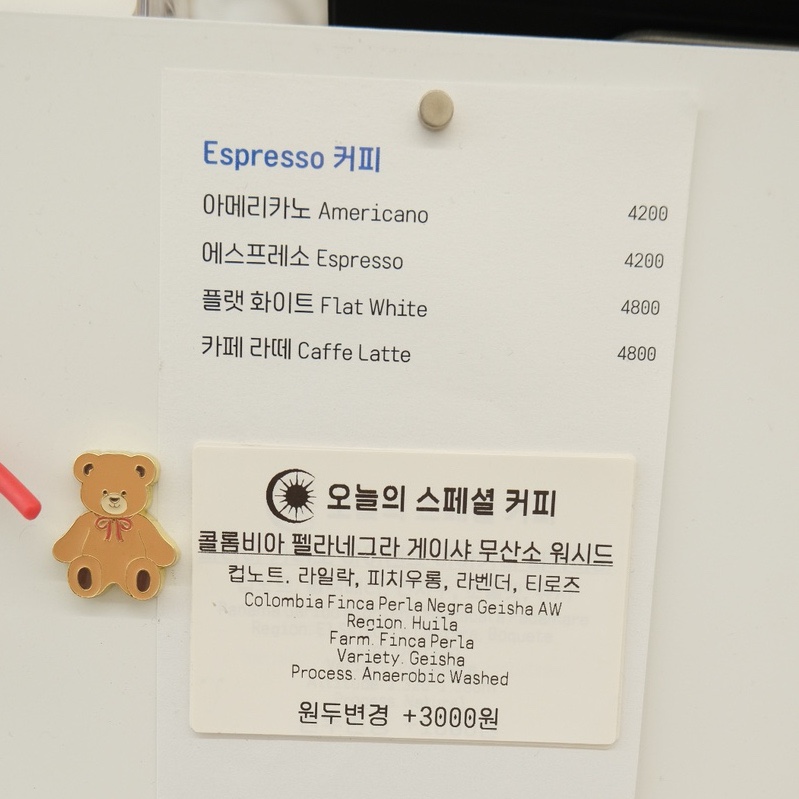 Espresso 커피
아메리카노 Americano 4200
에스프레소 Espresso 4200
플랫 화이트 Flat White 4800
카페 라떼 Caffe Latte 4800
오늘의 스페셜 커피
콜롬비아 펠라네그라 게이샤 무산소 워시드
컵노트. 라일락, 피치우롱, 라벤더, 티로즈
Colombia Finca Perla Negra Geisha AW
Region. Huila
Farm. Finca Perla
Variety. Geisha
Process. Anaerobic Washed
원두변경 +3000원